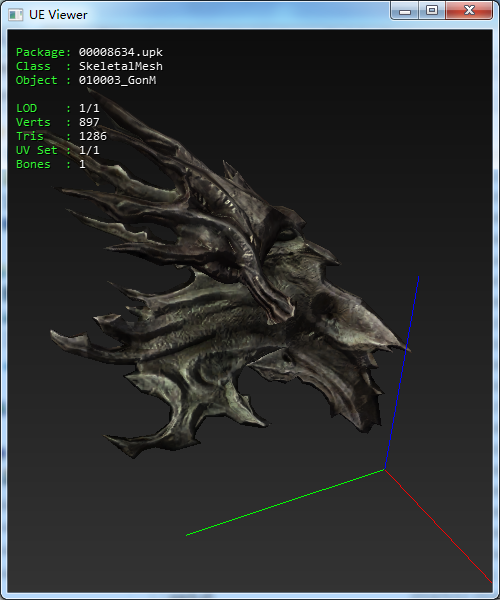 UE Viewer
Package: 00008634.upk
Class : SkeletalMesh
Object : 010003_GonM
LOD : 1/1
Verts : 897
Tris : 1286
UV Set : 1/1
Bones : 1